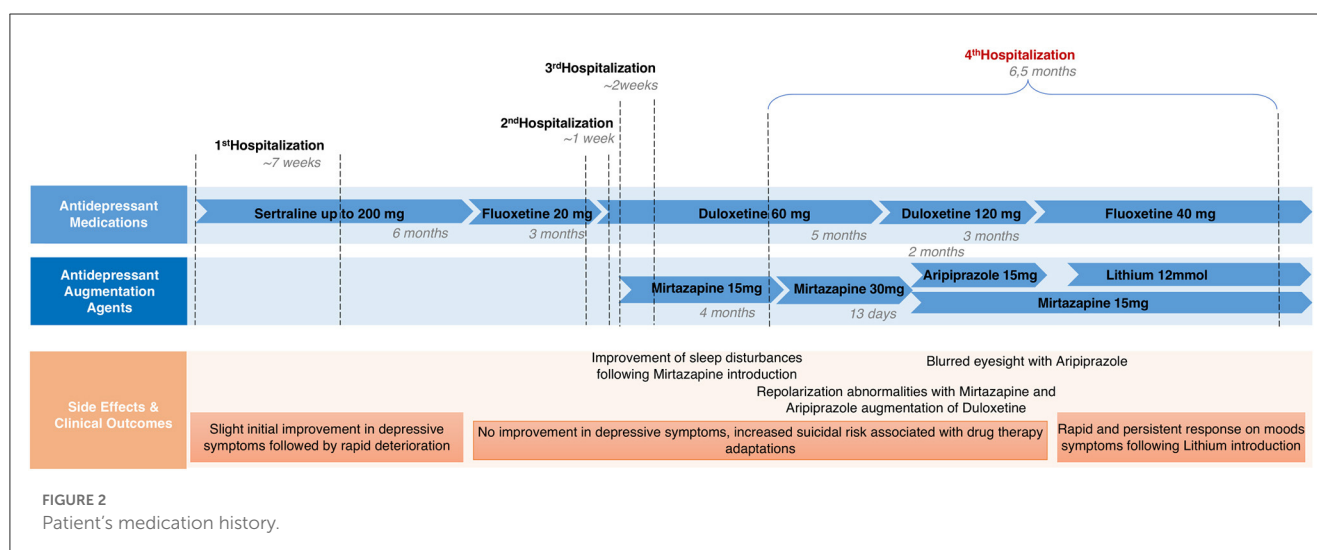 4thHospitalization
6,5 months
3rdHospitalization
~2weeks
2ndHospitalization
~1 week
1stHospitalization
~7 weeks
Antidepressant
Medications
Sertraline up to 200 mg
Fluoxetine 20 mg
Duloxetine 60 mg
Duloxetine 120 mg
Fluoxetine 40 mg
6 months
3 months
5 months
3 months
2 months
Antidepressant
Augmentation
Agents
Mirtazapine 15mg
Mirtazapine 30mg
Aripiprazole 15mg
Lithium 12mmol
Mirtazapine 15mg
4 months
13 days
Side Effects &
Clinical Outcomes
Improvement of sleep disturbances
following Mirtazapine introduction
Blurred eyesight with Aripiprazole
Repolarization abnormalities with Mirtazapine and
Aripiprazole augmentation of Duloxetine
Slight initial improvement in depressive
symptoms followed by rapid deterioration
No improvement in depressive symptoms, increased suicidal risk associated with drug therapy
adaptations
Rapid and persistent response on moods
symptoms following Lithium introduction
FIGURE 2
Patient's medication history.